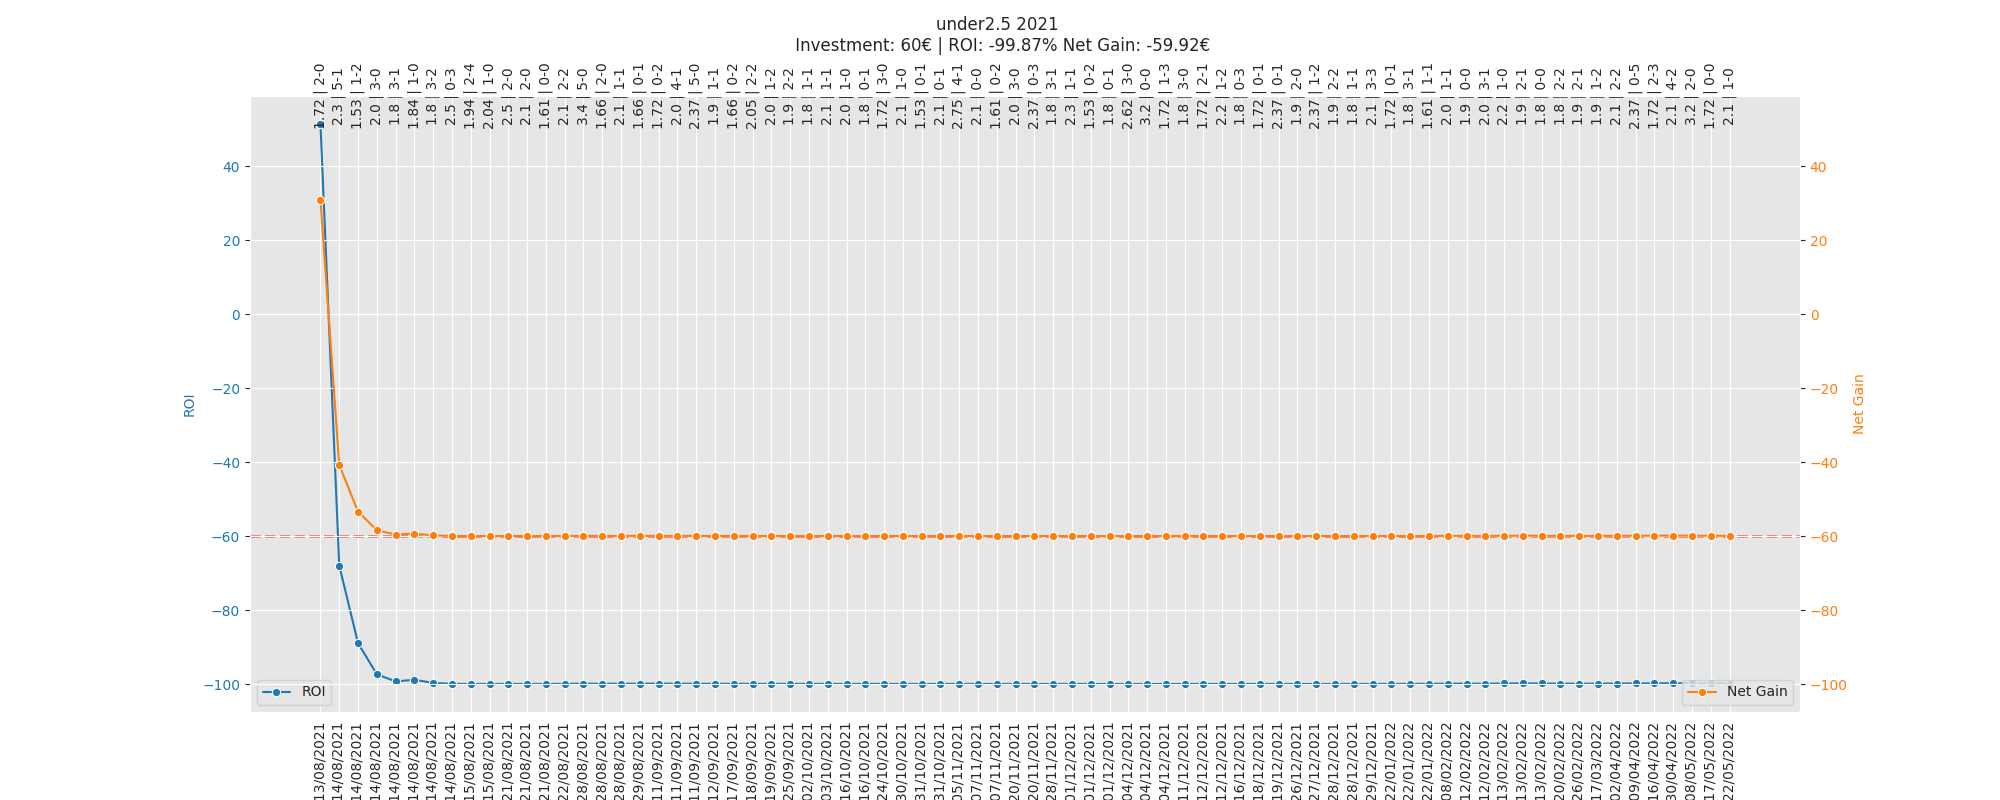 under2.5 2021
Investment: 60€ | ROI: -99.87% Net Gain: -59.92€
1.72 | 2-0
2.3 | 5-1
1.53 | 1-2
2.0 | 3-0
1.8 | 3-1
1.84 | 1-0
1.8 | 3-2
2.5 | 0-3
1.94 | 2-4
2.04 | 1-0
2.5 | 2-0
2.1 | 2-0
1.61 | 0-0
2.1 | 2-2
3.4 | 5-0
1.66 | 2-0
2.1 | 1-1
1.66 | 0-1
1.72 | 0-2
2.0 | 4-1
2.37 | 5-0
1.9 | 1-1
1.66 | 0-2
2.05 | 2-2
2.0 | 1-2
1.9 | 2-2
1.8 | 1-1
2.1 | 1-1
2.0 | 1-0
1.8 | 0-1
1.72 | 3-0
2.1 | 1-0
1.53 | 0-1
2.1 | 0-1
2.75 | 4-1
2.1 | 0-0
1.61 | 0-2
2.0 | 3-0
2.37 | 0-3
1.8 | 3-1
2.3 | 1-1
1.53 | 0-2
1.8 | 0-1
2.62 | 3-0
3.2 | 0-0
1.72 | 1-3
1.8 | 3-0
1.72 | 2-1
2.2 | 1-2
1.8 | 0-3
1.72 | 0-1
2.37 | 0-1
1.9 | 2-0
2.37 | 1-2
1.9 | 2-2
1.8 | 1-1
2.1 | 3-3
1.72 | 0-1
1.8 | 3-1
1.61 | 1-1
2.0 | 1-1
1.9 | 0-0
2.0 | 3-1
2.2 | 1-0
1.9 | 2-1
1.8 | 0-0
1.8 | 2-2
1.9 | 2-1
1.9 | 1-2
2.1 | 2-2
2.37 | 0-5
1.72 | 2-3
2.1 | 4-2
3.2 | 2-0
1.72 | 0-0
2.1 | 1-0
ROI
40
20
0
−20
−40
−60
−80
−100
40
20
0
−20
−40
−60
−80
−100
Net Gain
ROI
Net Gain
13/08/2021
14/08/2021
14/08/2021
14/08/2021
14/08/2021
14/08/2021
14/08/2021
14/08/2021
15/08/2021
15/08/2021
21/08/2021
21/08/2021
21/08/2021
22/08/2021
28/08/2021
28/08/2021
28/08/2021
29/08/2021
11/09/2021
11/09/2021
11/09/2021
12/09/2021
17/09/2021
18/09/2021
19/09/2021
25/09/2021
02/10/2021
03/10/2021
16/10/2021
16/10/2021
24/10/2021
30/10/2021
31/10/2021
31/10/2021
05/11/2021
07/11/2021
07/11/2021
20/11/2021
20/11/2021
28/11/2021
01/12/2021
01/12/2021
01/12/2021
04/12/2021
04/12/2021
04/12/2021
11/12/2021
12/12/2021
12/12/2021
16/12/2021
18/12/2021
19/12/2021
26/12/2021
27/12/2021
28/12/2021
28/12/2021
29/12/2021
22/01/2022
22/01/2022
22/01/2022
08/02/2022
12/02/2022
12/02/2022
13/02/2022
13/02/2022
13/02/2022
20/02/2022
26/02/2022
17/03/2022
02/04/2022
09/04/2022
16/04/2022
30/04/2022
08/05/2022
17/05/2022
22/05/2022